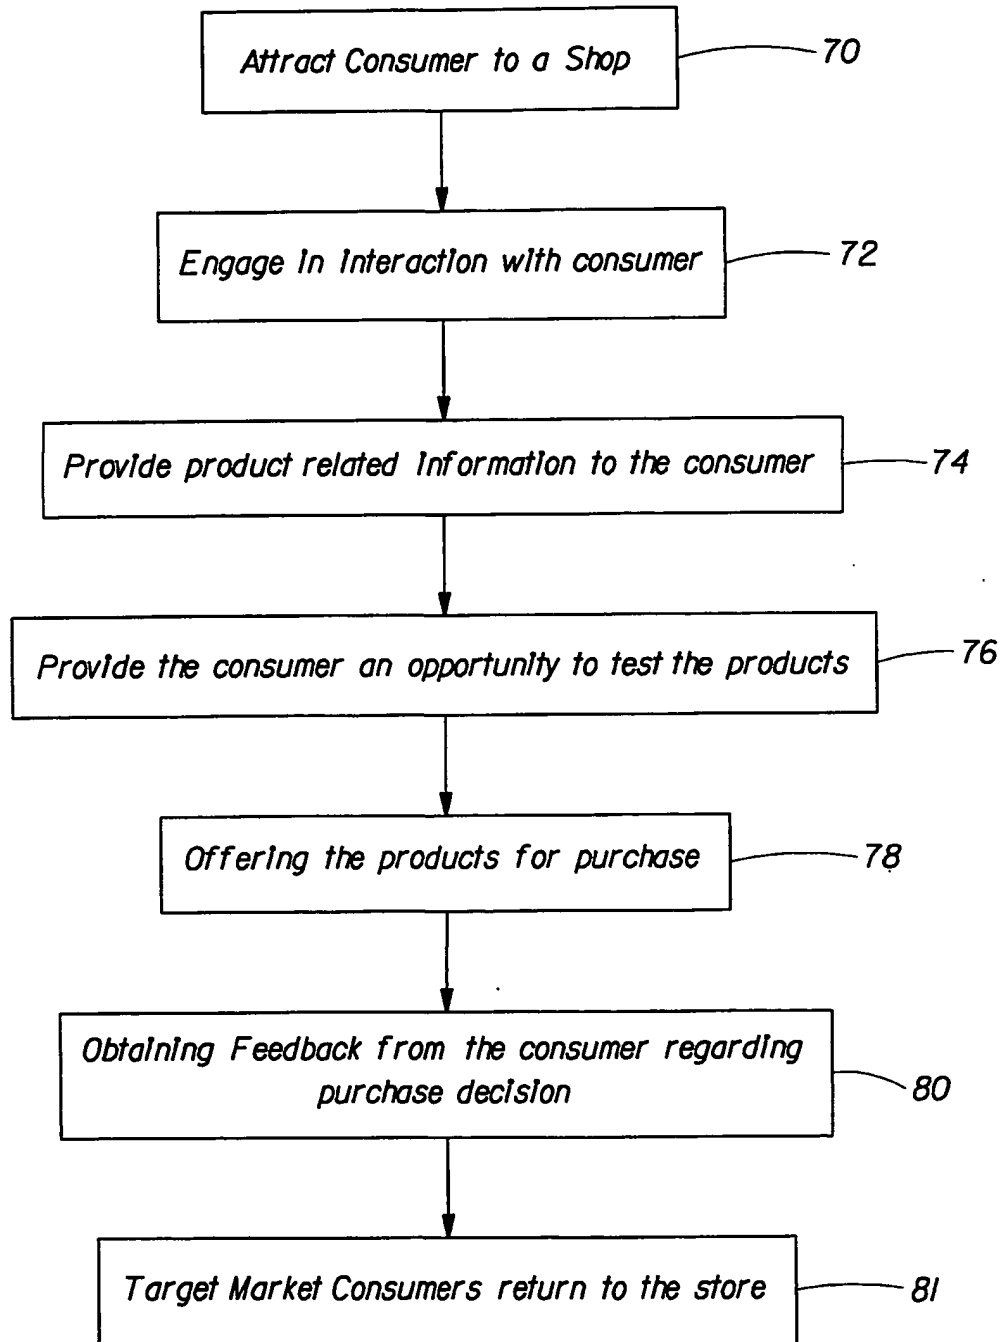 Attract Consumer to a Shop
70
Engage in interaction with consumer
72
Provide product related information to the consumer
74
Provide the consumer an opportunity to test the products
76
Offering the products for purchase
78
Obtaining Feedback from the consumer regarding
purchase decision
80
Target Market Consumers return to the store
81